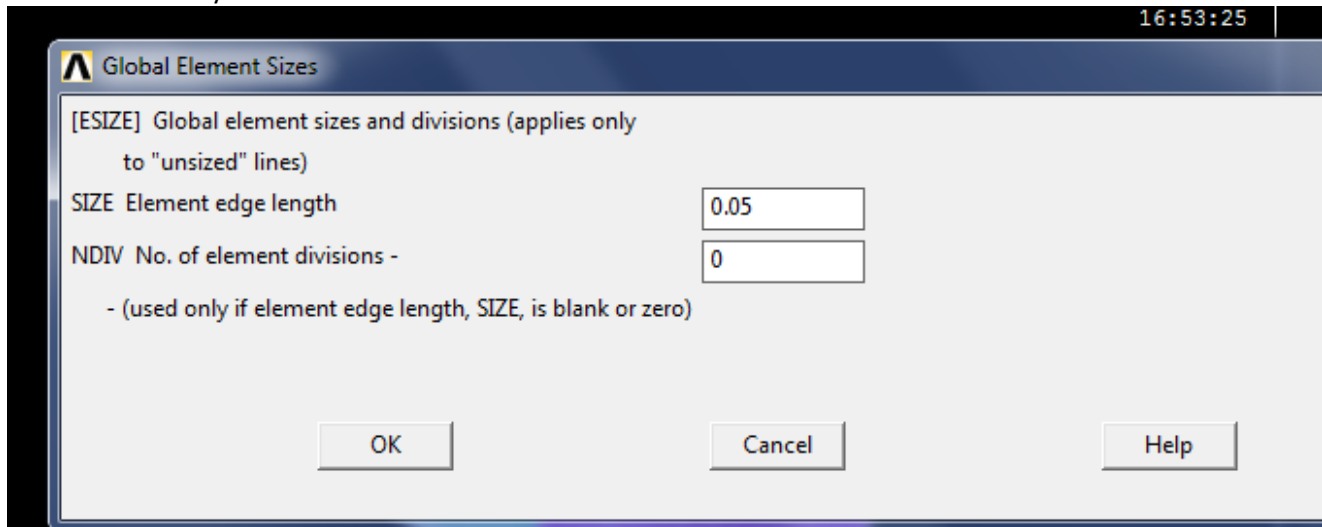 16:53:25
Global Element Sizes
[ESIZE] Global element sizes and divisions (applies only
to "unsized" lines)
SIZE Element edge length
0.05
NDIV No. of element divisions -
0
- (used only if element edge length, SIZE, is blank or zero)
OK
Cancel
Help